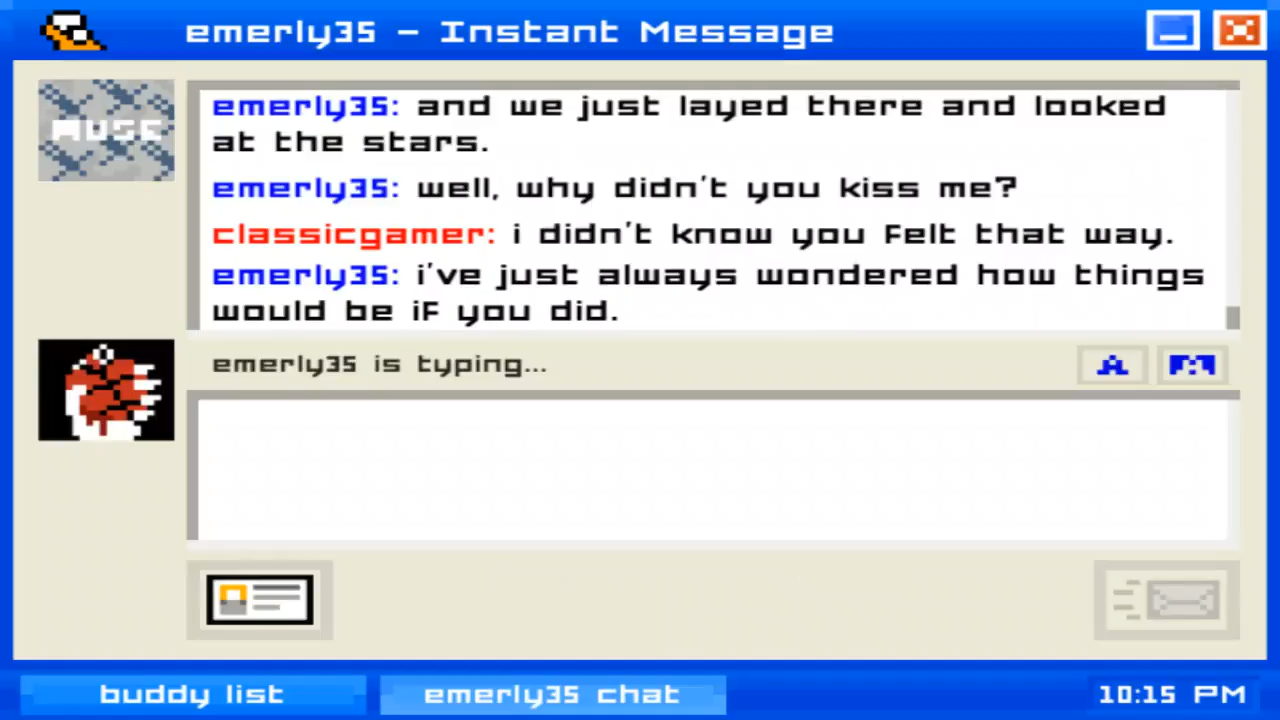 emerly35 - Instant Message
MUSE
emerly35: and we just layed there and looked
at the stars.
emerly35: well, why didn't you kiss me?
classicgamer: i didn't know you felt that way.
emerly35: i've just always wondered how things
would be if you did.
emerly35 is typing...
A
buddy list
emerly35 chat
10:15 PM